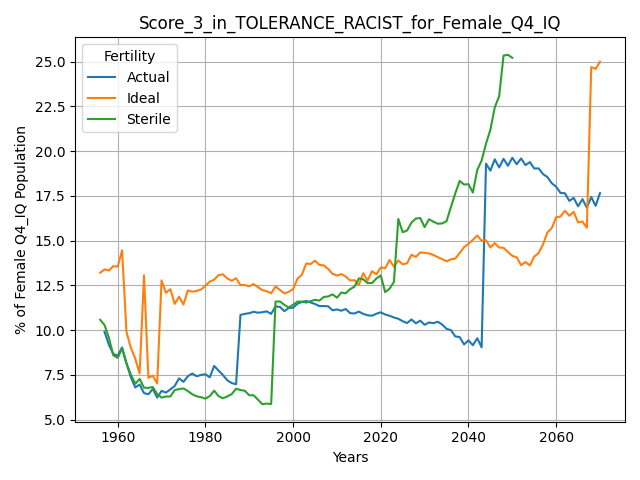 Score_3_in_TOLERANCE_RACIST_for_Female_Q4_IQ
% of Female Q4_IQ Population
25.0
22.5
20.0
17.5
15.0
12.5
10.0
7.5
5.0
Fertility
Actual
Ideal
Sterile
1960
1980
2000
2020
2040
2060
Years